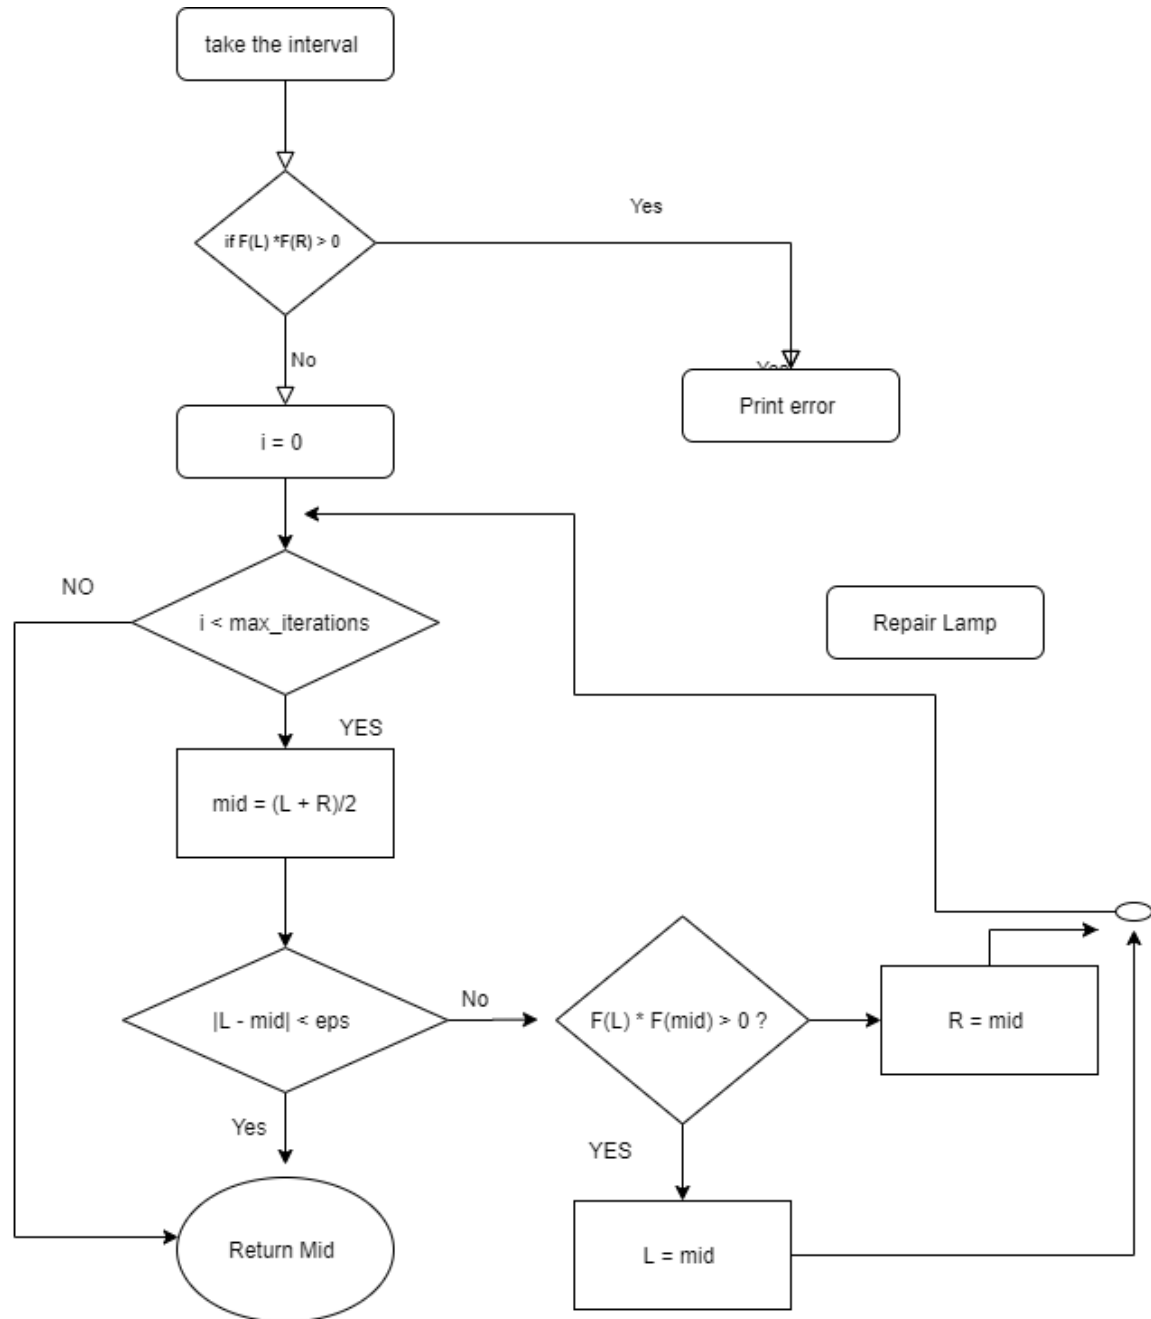 take the interval
if F(L) *F(R) > 0
Yes
No
Yes
Print error
i = 0
NO
i < max_iterations
Repair Lamp
YES
mid = (L + R)/2
|L - mid| < eps
No
F(L) * F(mid) > 0 ?
R = mid
Yes
YES
Return Mid
L = mid